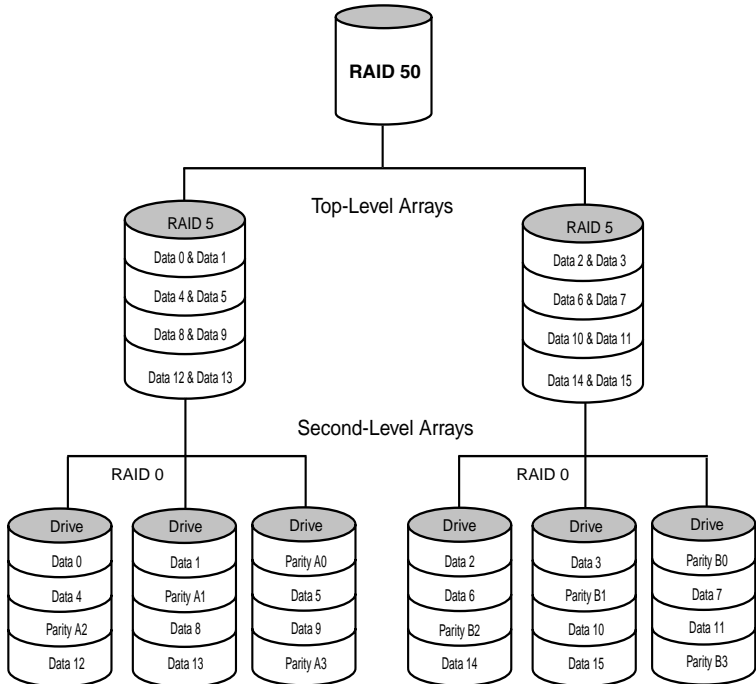 RAID 50
Top-Level Arrays
RAID 5
Data 0 & Data 1
Data 4 & Data 5
Data 8 & Data 9
Data 12 & Data 13
RAID 5
Data 2 & Data 3
Data 6 & Data 7
Data 10 & Data 11
Data 14 & Data 15
Second-Level Arrays
RAID 0
Drive
Data 0
Data 4
Parity A2
Data 12
Drive
Data 1
Parity A1
Data 8
Data 13
Drive
Parity A0
Data 5
Data 9
Parity A3
RAID 0
Drive
Data 2
Data 6
Parity B2
Data 14
Drive
Data 3
Parity B1
Data 10
Data 15
Drive
Parity B0
Data 7
Data 11
Parity B3